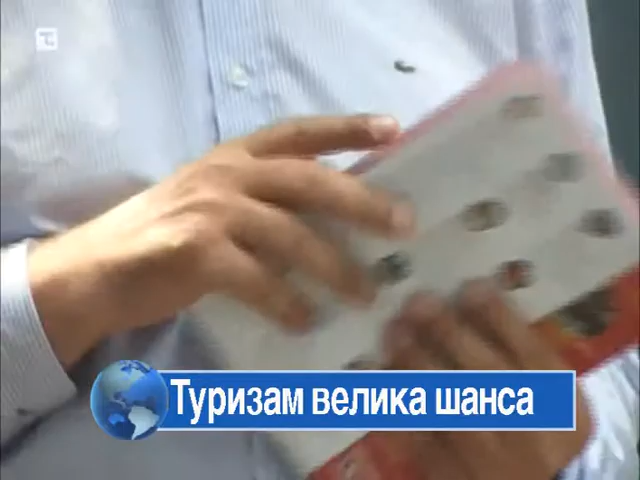 Туризам велика шанса